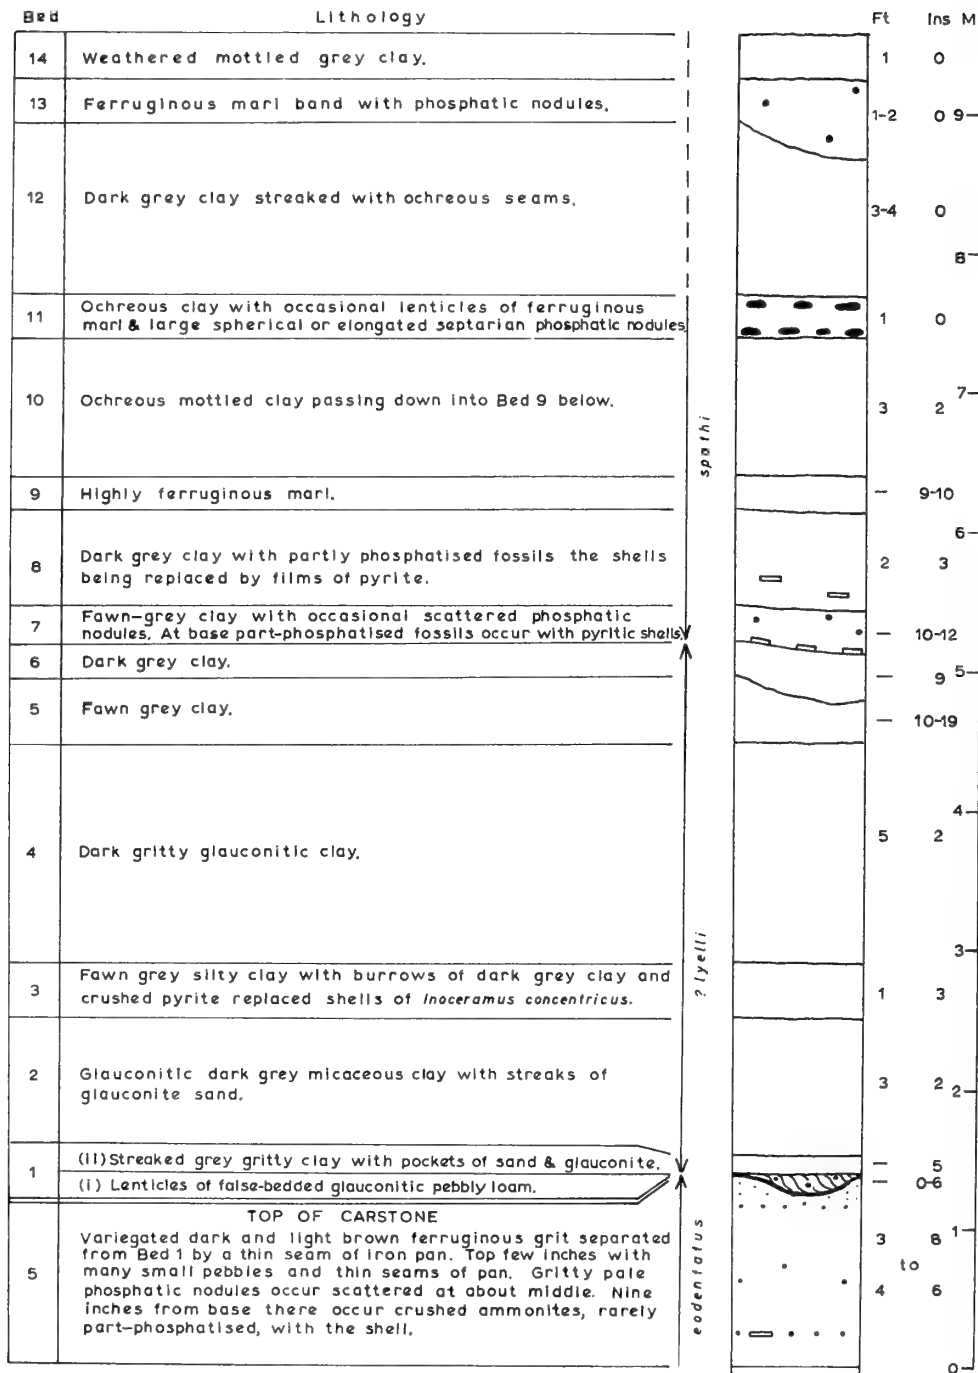 Bed Lithology Ft Ins M
14 Weathered mottled grey clay. 1 0
13 Ferruginous marl band with phosphatic nodules. 1-2 0 9
12 Dark grey clay streaked with ochreous seams. 3-4 0
8
11 Ochreous clay with occasional lenticles of ferruginous
marl & large spherical or elongated septarian phosphatic nodules 1 0
10 Ochreous mottled clay passing down into Bed 9 below. 3 2
7
spathi
9 Highly ferruginous marl. – 9-10
6
8 Dark grey clay with partly phosphatised fossils the shells
being replaced by films of pyrite. 2 3
7 Fawn-grey clay with occasional scattered phosphatic
nodules. At base part-phosphatised fossils occur with pyritic shells. – 10-12
6 Dark grey clay. – 9 5
5 Fawn grey clay. – 10-19
4
4 Dark gritty glauconitic clay. 5 2
3
? lyelli
3 Fawn grey silty clay with burrows of dark grey clay and
crushed pyrite replaced shells of Inoceramus concentricus. 1 3
2 Glauconitic dark grey micaceous clay with streaks of
glauconite sand. 3 2 2
1 (ii) Streaked grey gritty clay with pockets of sand & glauconite. – 5
(i) Lenticles of false-bedded glauconitic pebbly loam. – 0-6
TOP OF CARSTONE
1
5 Variegated dark and light brown ferruginous grit separated
from Bed 1 by a thin seam of iron pan. Top few inches with
many small pebbles and thin seams of pan. Gritty pale
phosphatic nodules occur scattered at about middle. Nine
inches from base there occur crushed ammonites, rarely
part-phosphatised, with the shell.
3 8
to
4 6
eodentatus
0